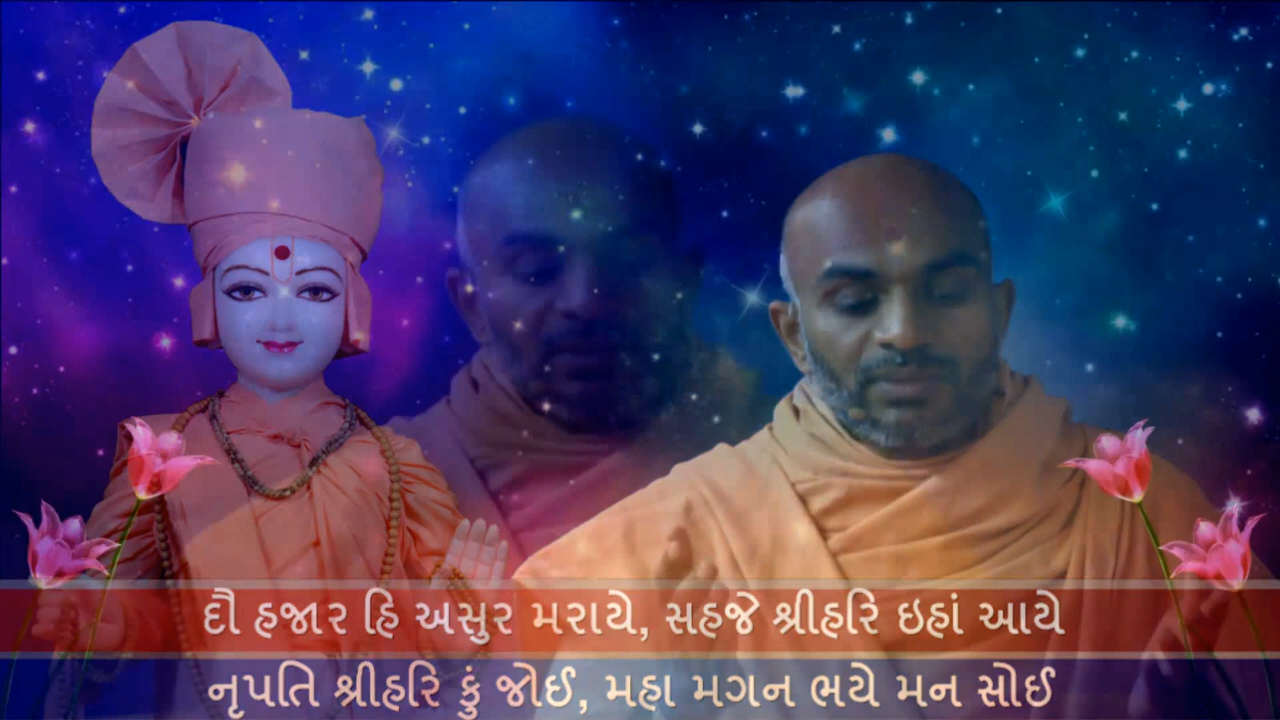 દૌ હજાર હિ અસુર મરાયે, સહજે શ્રીહરિ ઇહાં આયે
નૃપતિ શ્રીહરિ કું જોઈ, મહા મગન ભયે મન સોઈ